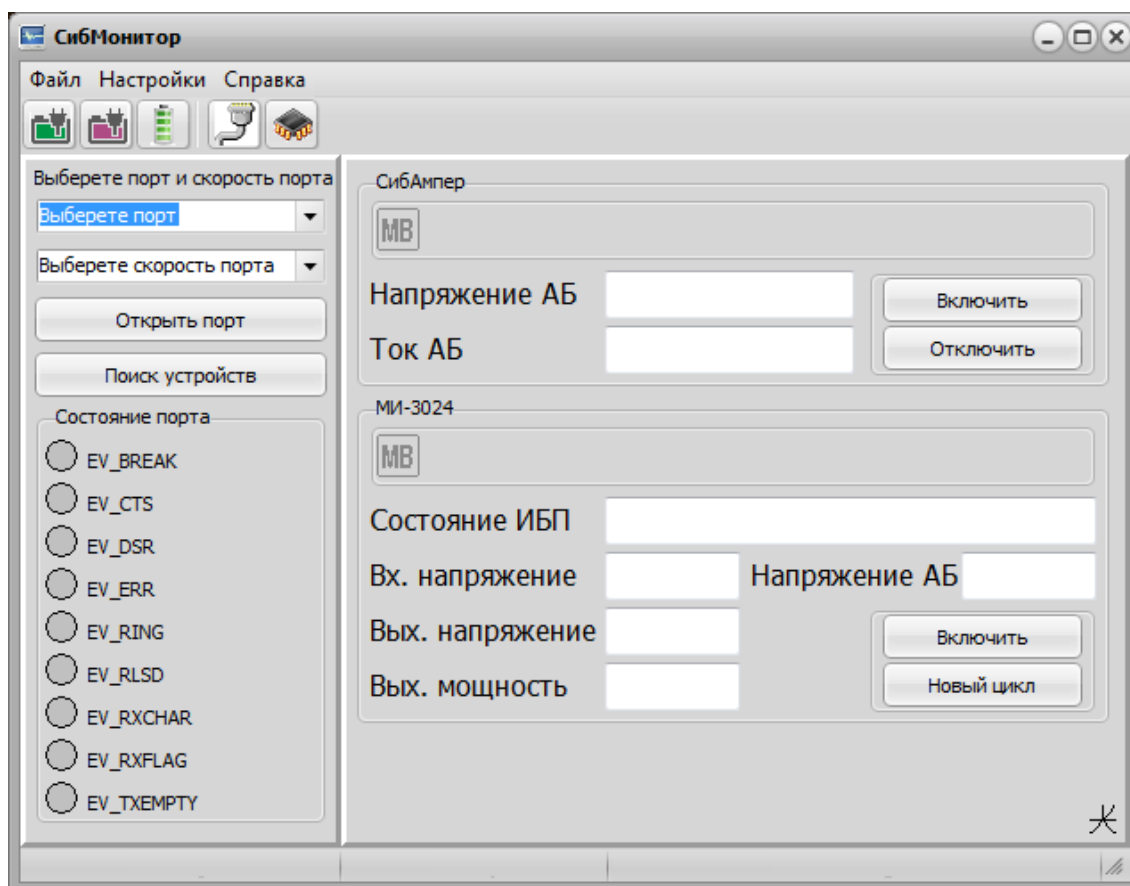 СибМонитор
Файл Настройки Справка
Выберете порт и скорость порта
Выберете порт
Выберете скорость порта
Открыть порт
Поиск устройств
Состояние порта
EV_BREAK
EV_CTS
EV_DSR
EV_ERR
EV_RING
EV_RLSD
EV_RXCHAR
EV_RXFLAG
EV_TXEMPTY
СибАмпер
МВ
Напряжение АБ
Включить
Ток АБ
Отключить
МИ-3024
МВ
Состояние ИБП
Вх. напряжение Напряжение АБ
Вых. напряжение
Включить
Вых. мощность
Новый цикл